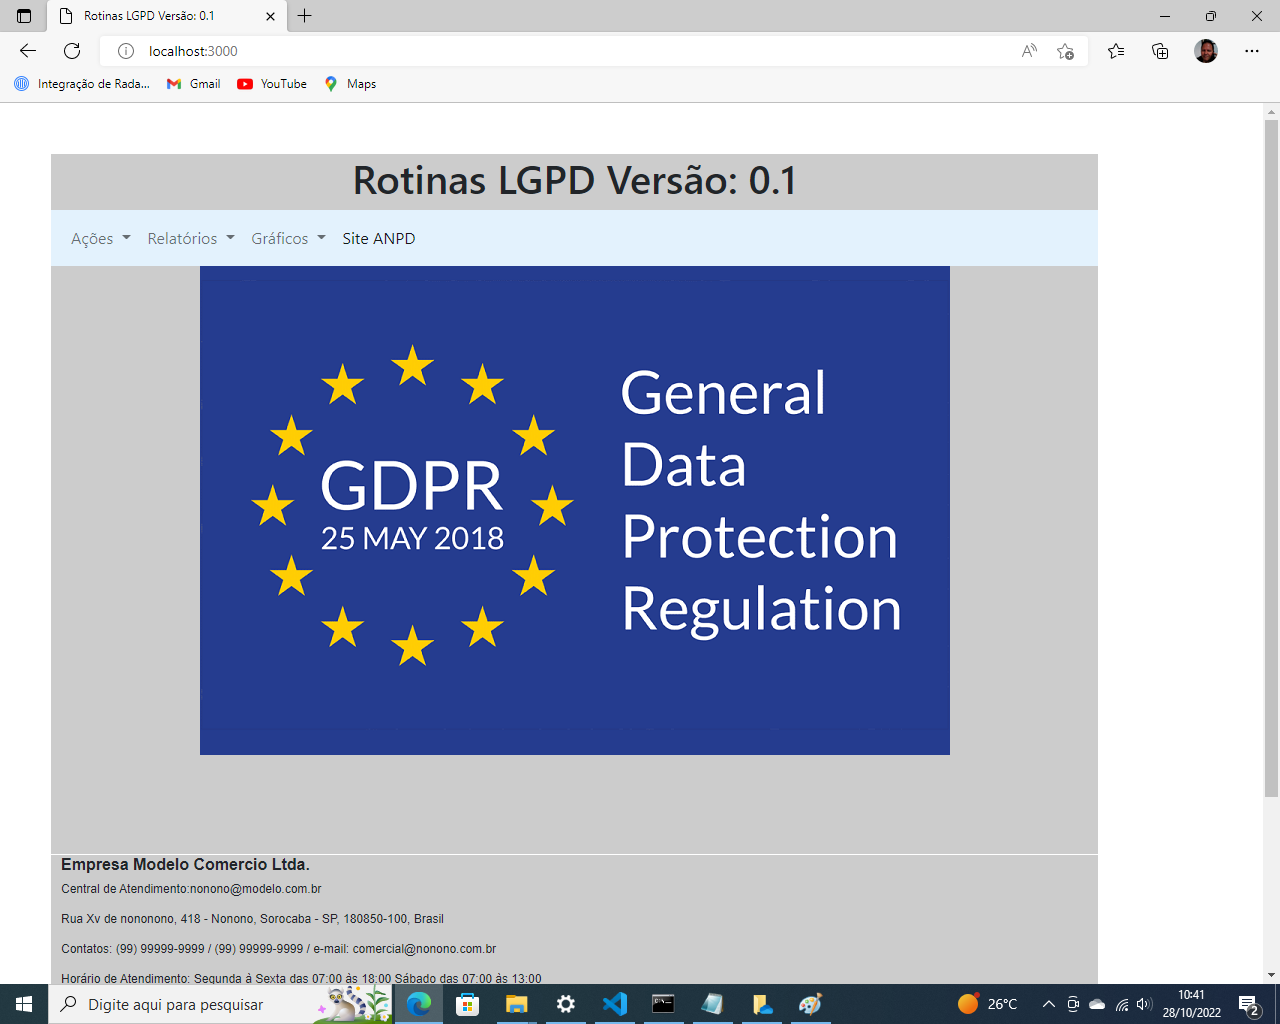 Rotinas LGPD Versão: 0.1
localhost:3000
Integração de Rada...
Gmail
YouTube
Maps
Rotinas LGPD Versão: 0.1
Ações
Relatórios
Gráficos
Site ANPD
GDPR
25 MAY 2018
General
Data
Protection
Regulation
Empresa Modelo Comercio Ltda.
Central de Atendimento:nonono@modelo.com.br
Rua Xv de nononono, 418 - Nonono, Sorocaba - SP, 180850-100, Brasil
Contatos: (99) 99999-9999 / (99) 99999-9999 / e-mail: comercial@nonono.com.br
Horário de Atendimento: Segunda à Sexta das 07:00 às 18:00 Sábado das 07:00 às 13:00
Digite aqui para pesquisar
26°C
10:41
28/10/2022
2